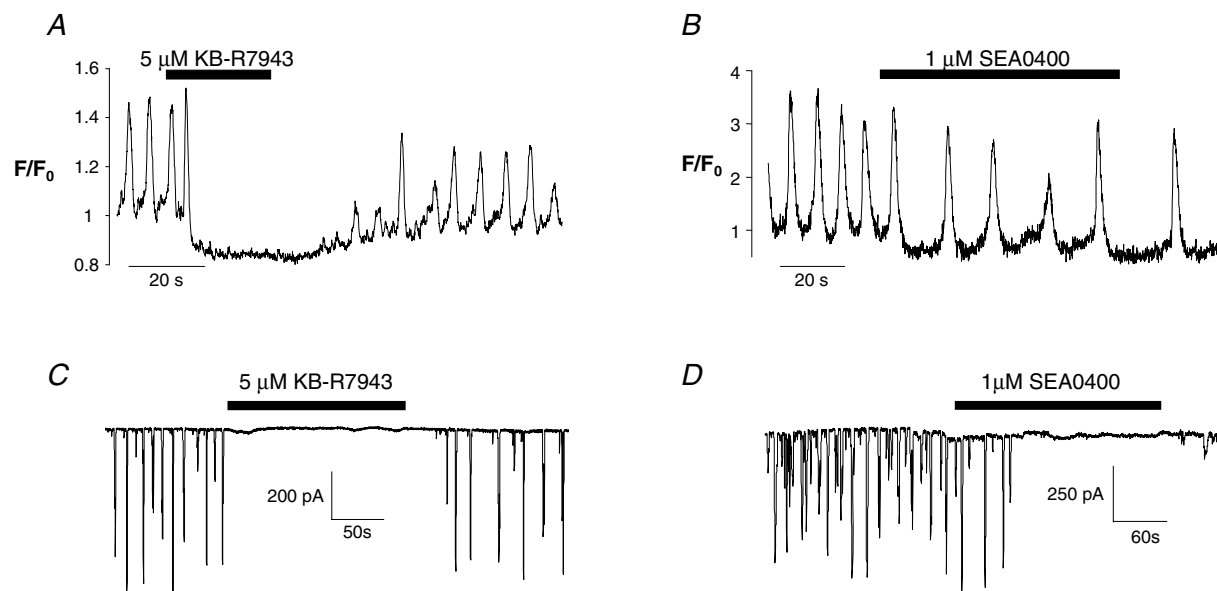 A
5 μM KB-R7943
1.6
1.4
F/F0
1.2
1
0.8
20 s
B
1 μM SEA0400
4
3
F/F0
2
1
20 s
C
5 μM KB-R7943
200 pA
50s
D
1μM SEA0400
250 pA
60s